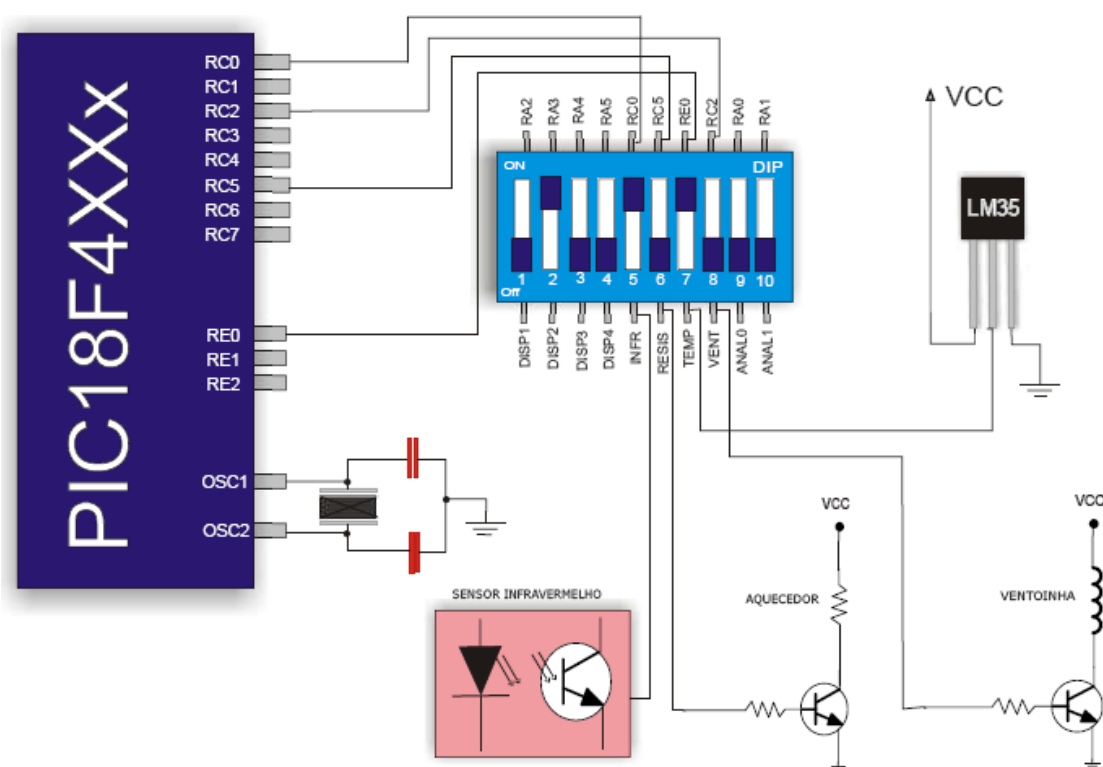 PIC18F4XXx
RC0
RC1
RC2
RC3
RC4
RC5
RC6
RC7
RE0
RE1
RE2
OSC1
OSC2
RA2
RA3
RA4
RA5
RC0
RC5
RE0
RC2
RA0
RA1
ON
DIP
1 2 3 4 5 6 7 8 9 10
Off
DISP1
DISP2
DISP3
DISP4
INFR
RESIS
TEMP
VENT
ANAL0
ANAL1
VCC
LM35
SENSOR INFRAVERMELHO
VCC
AQUECEDOR
VCC
VENTOINHA